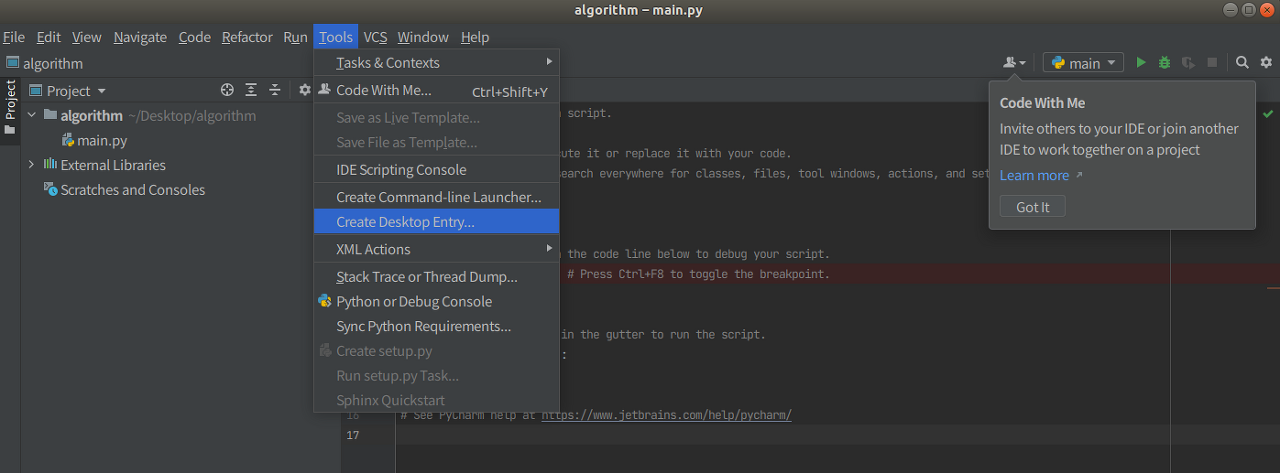 algorithm – main.py
File Edit View Navigate Code Refactor Run Tools VCS Window Help
algorithm
main
Project
Project
algorithm ~/Desktop/algorithm
main.py
External Libraries
Scratches and Consoles
Tasks & Contexts
Code With Me... Ctrl+Shift+Y
Save as Live Template...
Save File as Template...
IDE Scripting Console
Create Command-line Launcher...
Create Desktop Entry...
XML Actions
Stack Trace or Thread Dump...
Python or Debug Console
Sync Python Requirements...
Create setup.py
Run setup.py Task...
Sphinx Quickstart
script.
cute it or replace it with your code.
search everywhere for classes, files, tool windows, actions, and set
the code line below to debug your script.
# Press Ctrl+F8 to toggle the breakpoint.
in the gutter to run the script.
:
16 # See PyCharm help at https://www.jetbrains.com/help/pycharm/
17
Code With Me
Invite others to your IDE or join another
IDE to work together on a project
Learn more ↗
Got It